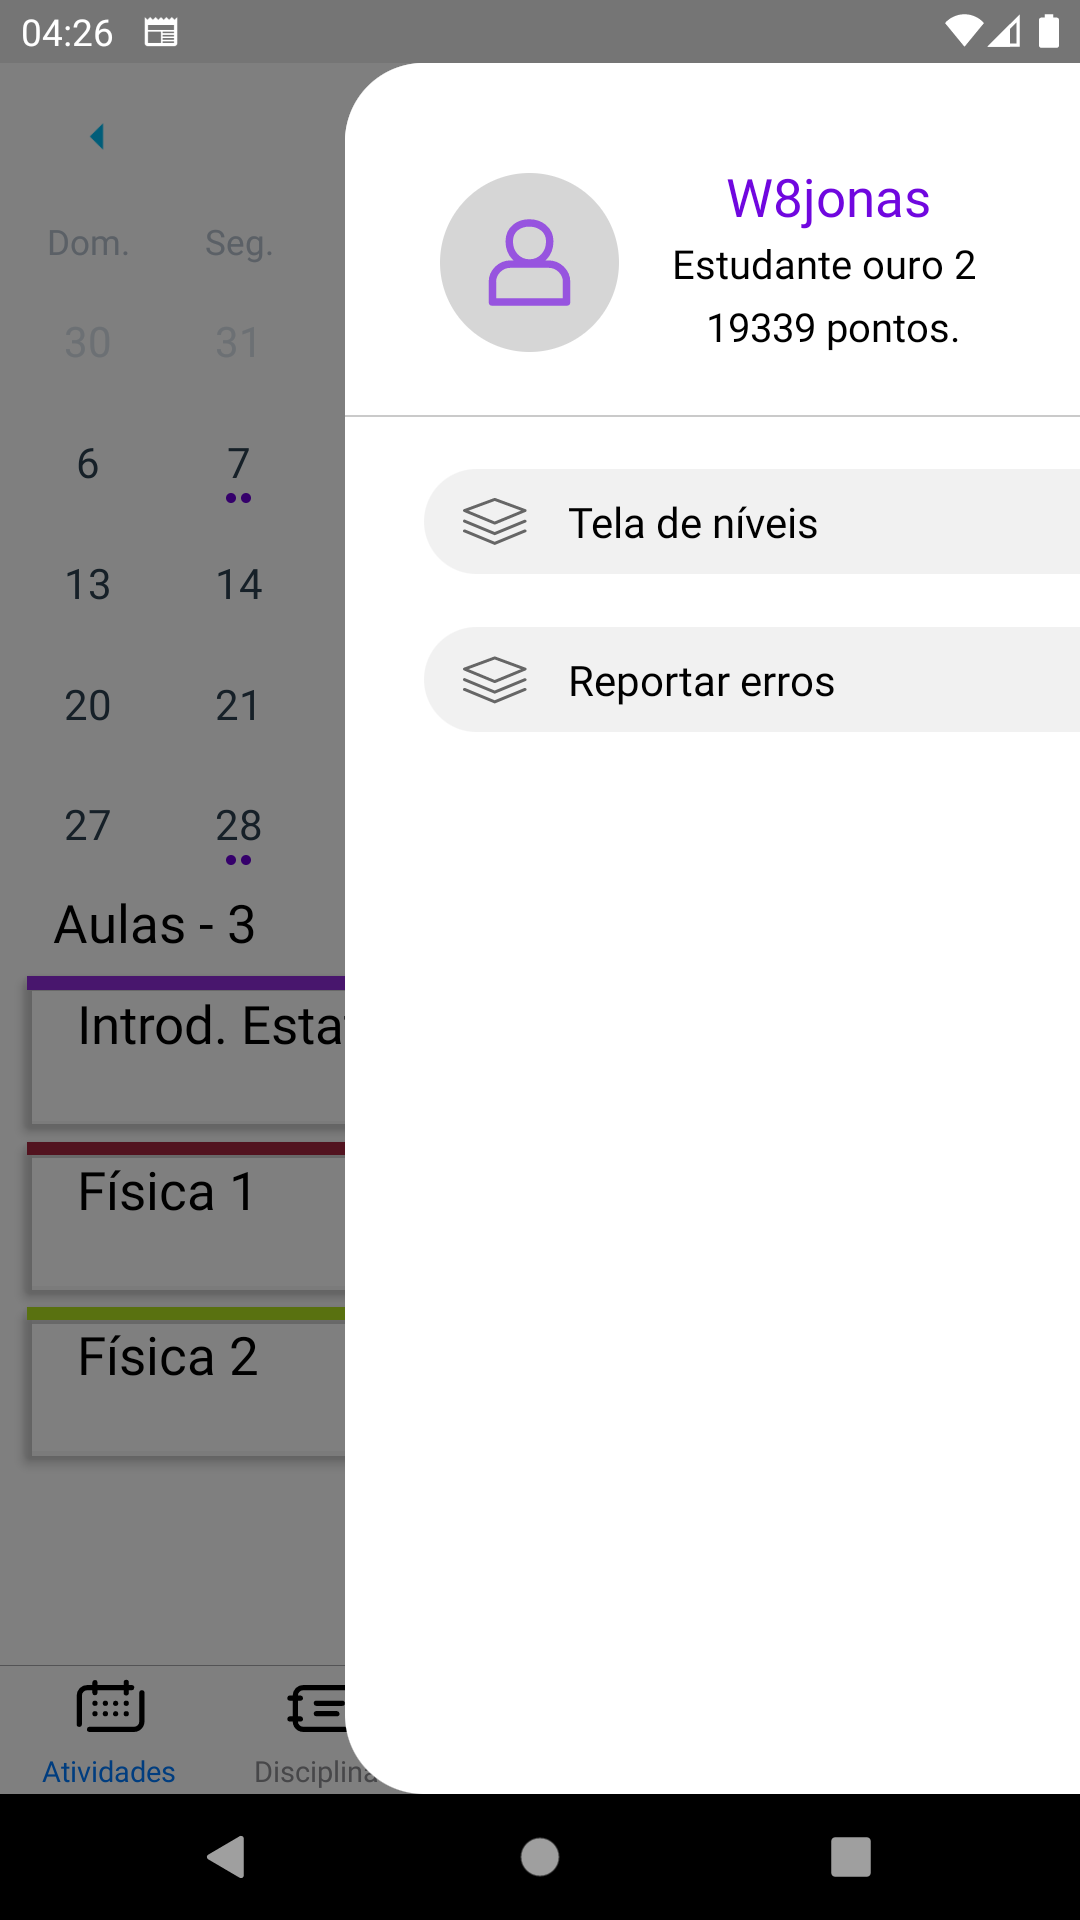 04:26
W8jonas
Estudante ouro 2
19339 pontos.
Tela de níveis
Reportar erros
Dom. Seg.
30 31
6 7
13 14
20 21
27 28
Aulas - 3
Introd. Esta
Física 1
Física 2
Atividades Disciplina